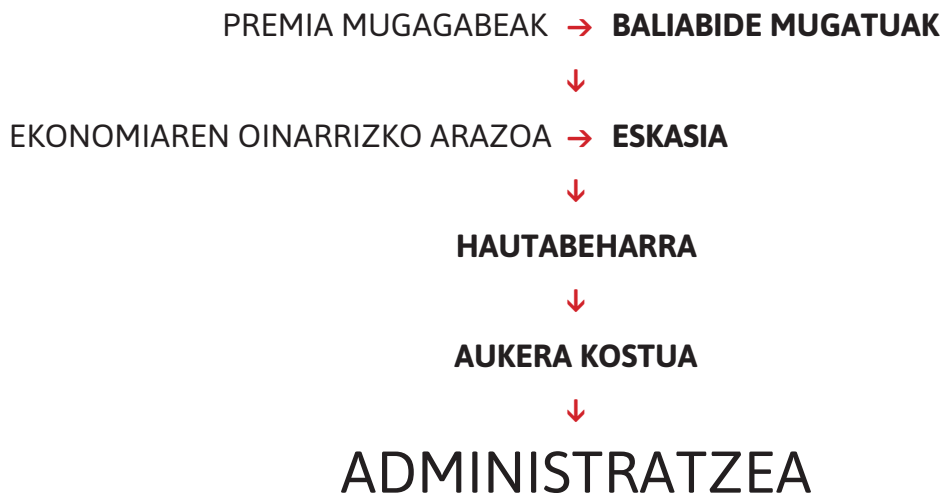 PREMIA MUGAGABEAK → BALIABIDE MUGATUAK
↓
EKONOMIAREN OINARRIZKO ARAZOA → ESKASIA
↓
HAUTABEHARRA
↓
AUKERA KOSTUA
↓
ADMINISTRATZEA